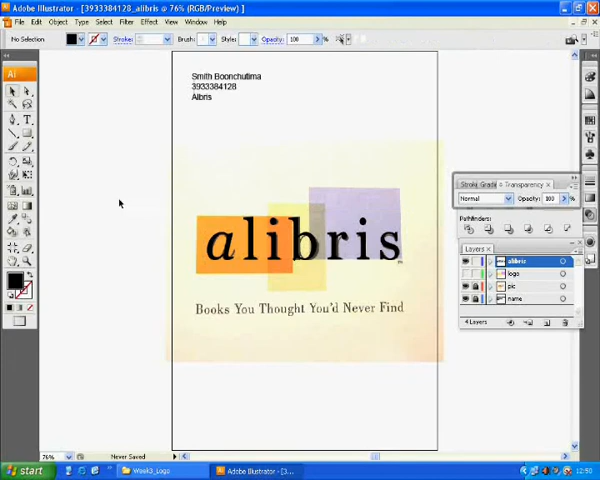 Adobe Illustrator - [3933384128_alibris @ 76% (RGB/Preview) ]
File Edit Object Type Select Filter Effect View Window Help
No Selection Stroke: Brush: Style: Opacity: 100 %
Smith Boonchutima
3933384128
Albris
alibris
Books You Thought You'd Never Find
Stroke Transparency
Normal Opacity: 100 %
Pathfinders:
Layers
alibris
logo
pic
name
4 Layers
76% Never Saved
start Week3_Logo Adobe Illustrator - [3... 12:50